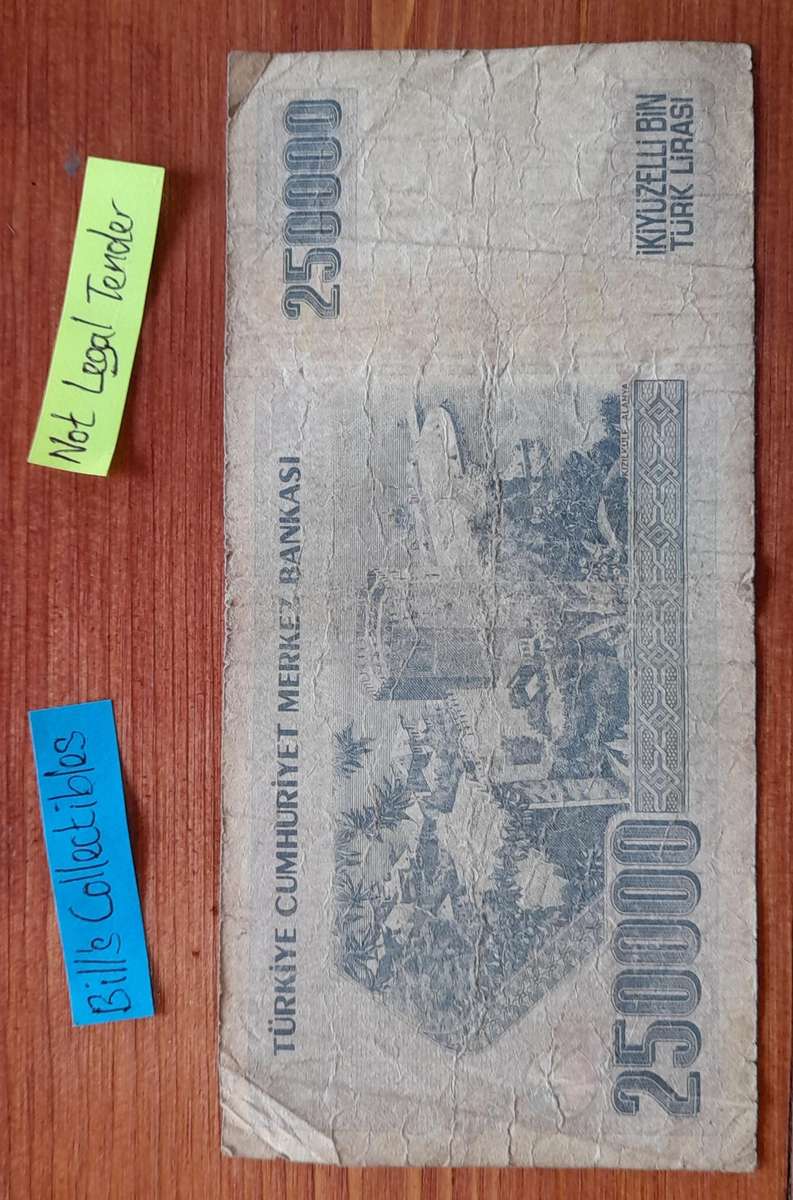 Bill's Collectibles
Not Legal Tender
TÜRKİYE CUMHURİYET MERKEZ BANKASI
250000
KIZILKULE - ALANYA
250000
İKİYÜZELLİ BİN
TÜRK LİRASI